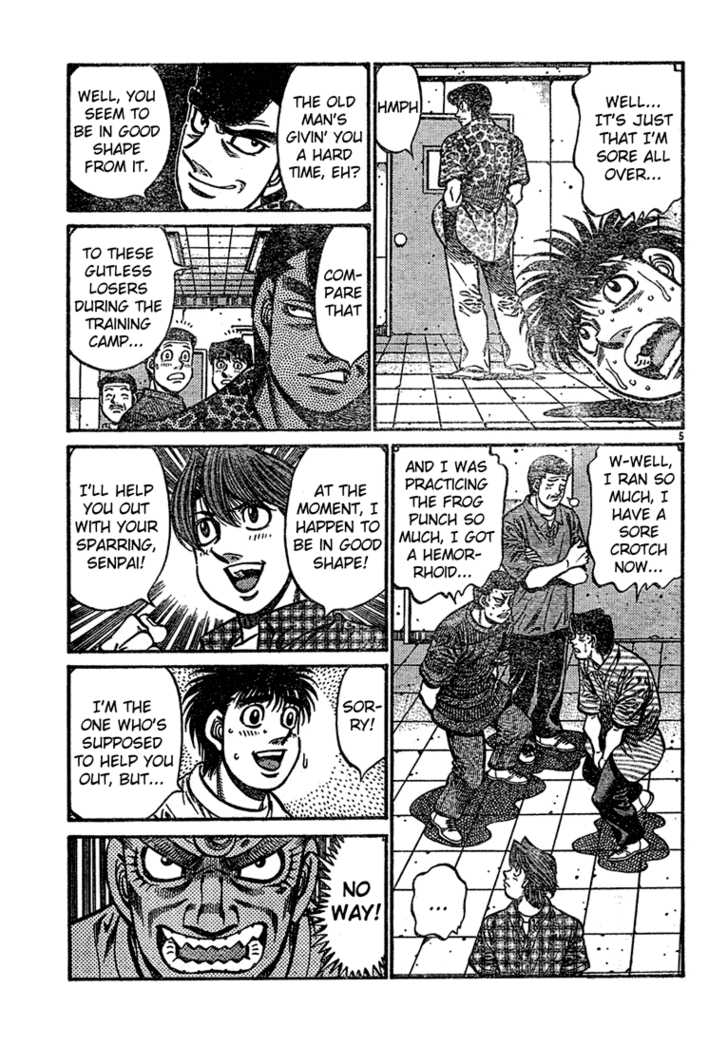 WELL...
IT'S JUST
THAT I'M
SORE ALL
OVER...
HMPH
THE OLD
MAN'S
GIVIN' YOU
A HARD
TIME, EH?
WELL, YOU
SEEM TO
BE IN GOOD
SHAPE
FROM IT.
COM-
PARE
THAT
TO THESE
GUTLESS
LOSERS
DURING THE
TRAINING
CAMP...
5
W-WELL,
I RAN SO
MUCH, I
HAVE A
SORE
CROTCH
NOW...
AND I WAS
PRACTICING
THE FROG
PUNCH SO
MUCH, I GOT
A HEMOR-
RHOID...
...
AT THE
MOMENT, I
HAPPEN TO
BE IN GOOD
SHAPE!
I'LL HELP
YOU OUT
WITH YOUR
SPARRING,
SENPAI!
SOR-
RY!
I'M THE
ONE WHO'S
SUPPOSED
TO HELP YOU
OUT, BUT...
NO
WAY!